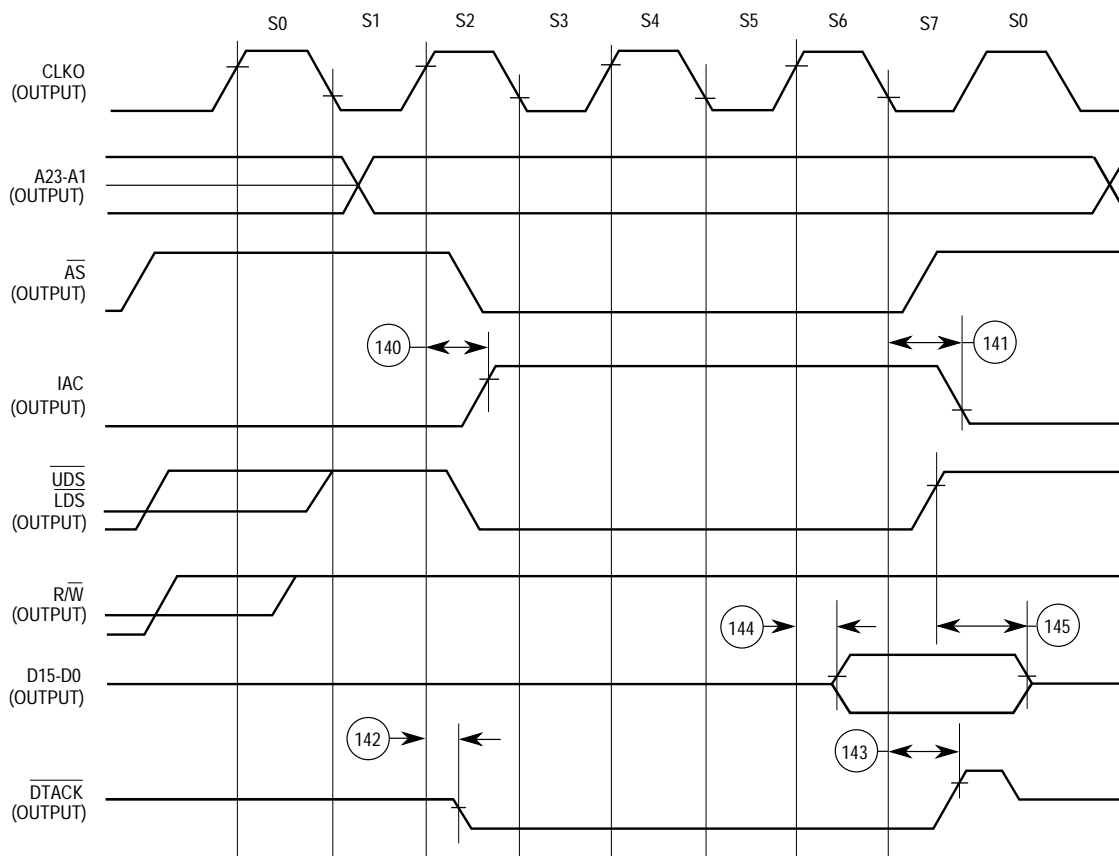 S0 S1 S2 S3 S4 S5 S6 S7 S0
CLKO
(OUTPUT)
A23-A1
(OUTPUT)
AS
(OUTPUT)
140
141
IAC
(OUTPUT)
UDS
LDS
(OUTPUT)
R/W
(OUTPUT)
144
145
D15-D0
(OUTPUT)
142
143
DTACK
(OUTPUT)